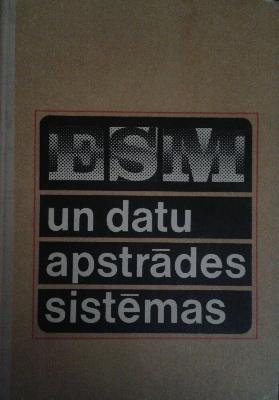 ESM
un datu
apstrādes
sistēmas